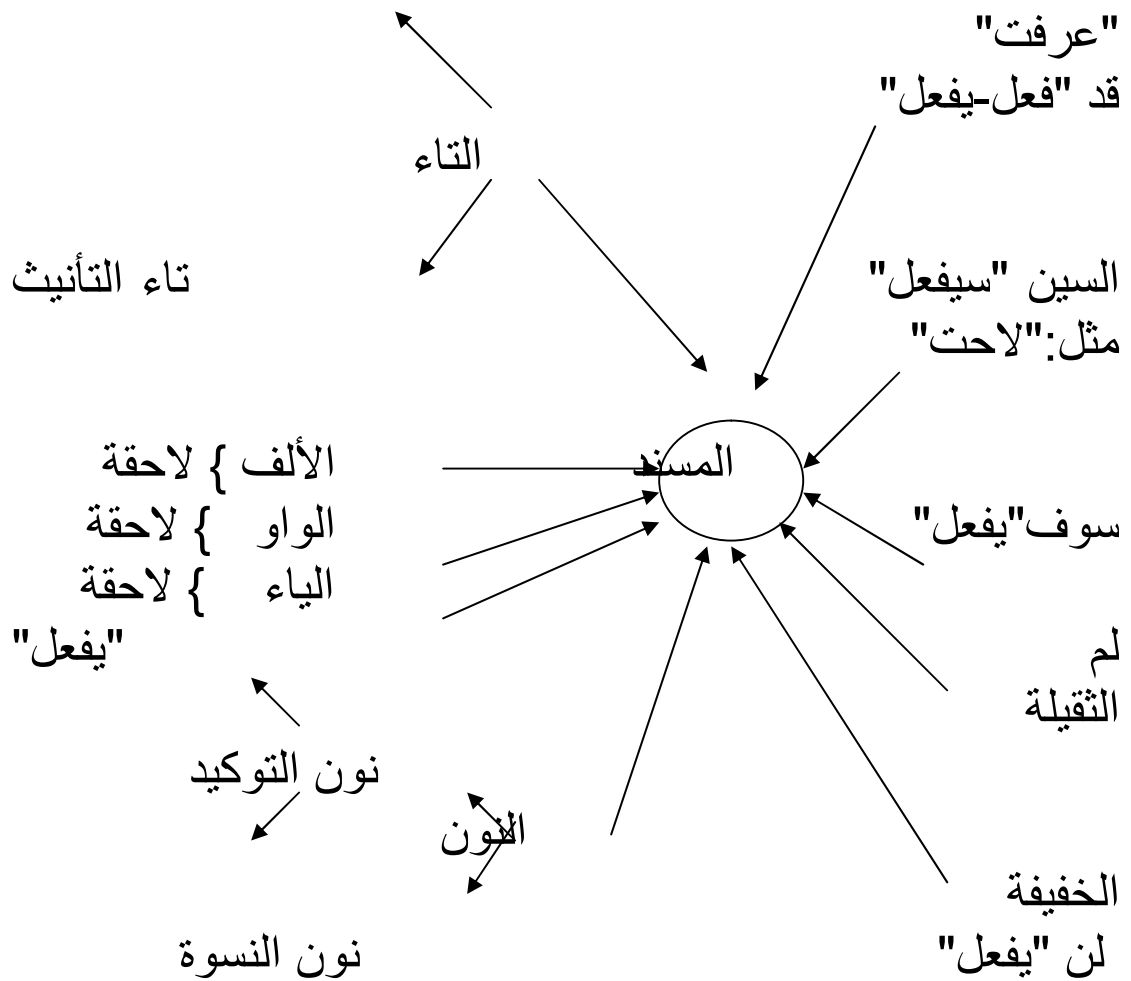 "عرفت"
قد "فعل-يفعل"
التاء
السين "سيفعل"
تاء التأنيث
مثل:"لاحت"
المسند
الألف } لاحقة
الواو } لاحقة
سوف"يفعل"
الياء } لاحقة
"يفعل"
لم
الثقيلة
نون التوكيد
النون
الخفيفة
لن "يفعل"
نون النسوة